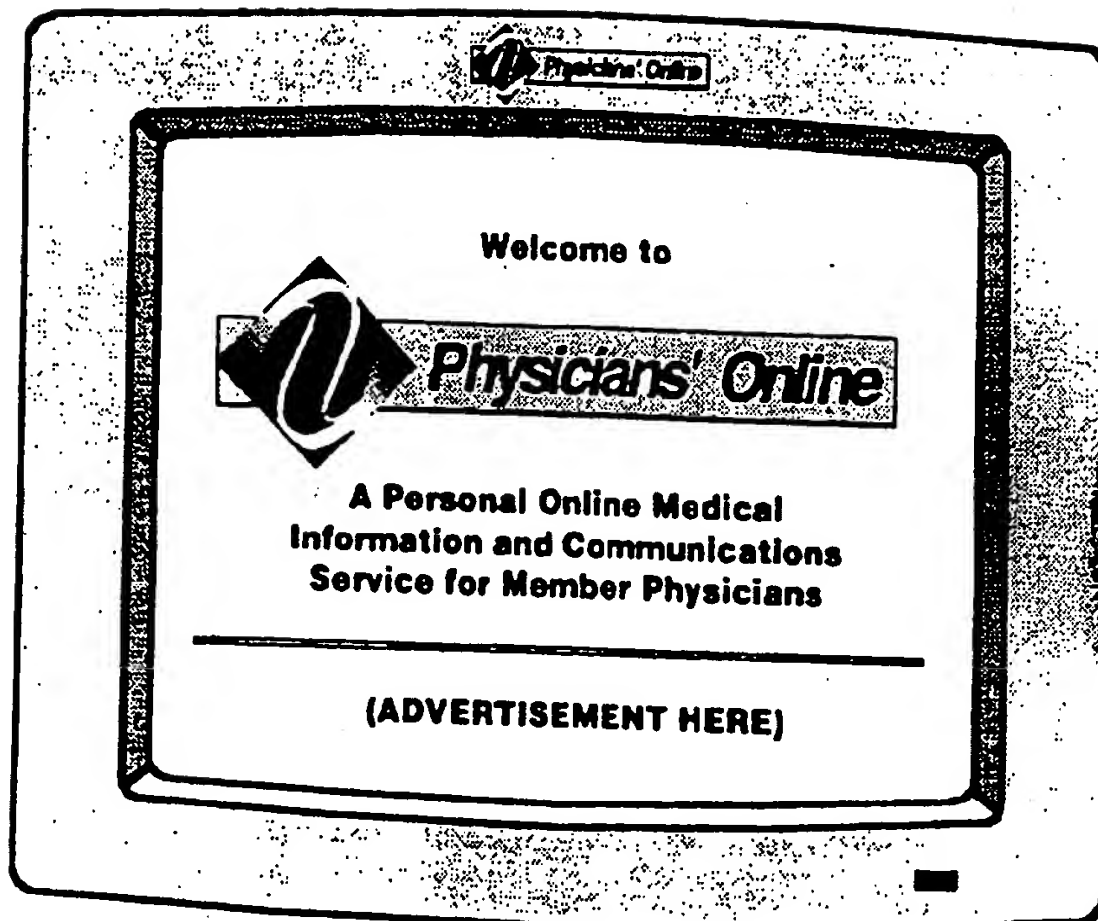 Physicians' Online
Welcome to
Physicians' Online
A Personal Online Medical
Information and Communications
Service for Member Physicians
(ADVERTISEMENT HERE)